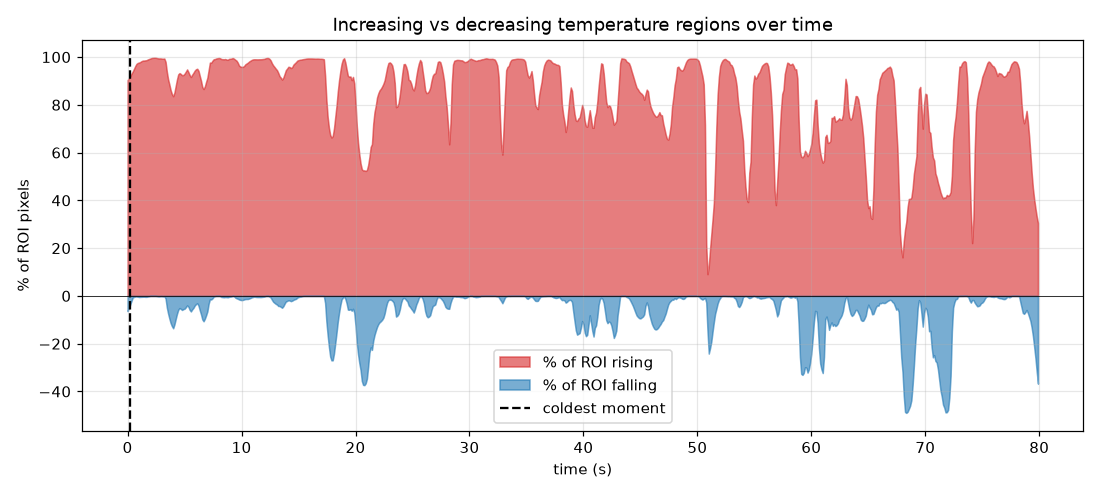 Increasing vs decreasing temperature regions over time
% of ROI pixels
100
80
60
40
20
0
−20
−40
% of ROI rising
% of ROI falling
coldest moment
0 10 20 30 40 50 60 70 80
time (s)